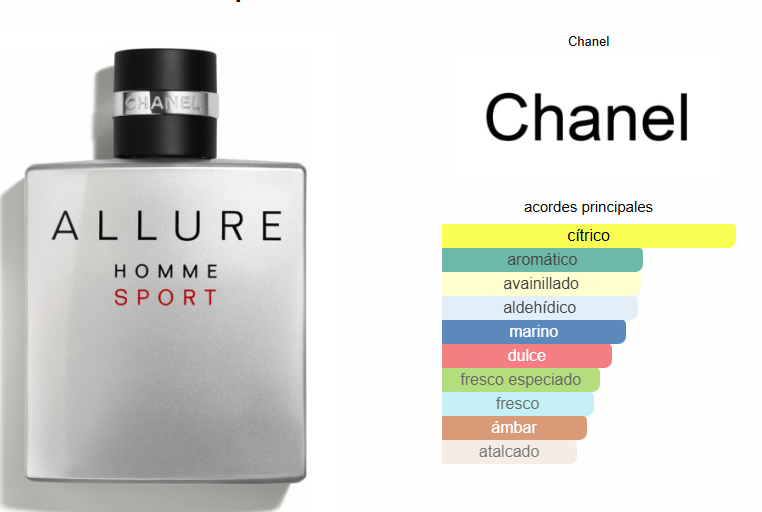 CHANEL
ALLURE
HOMME
SPORT
Chanel
Chanel
acordes principales
cítrico
aromático
avainillado
aldehídico
marino
dulce
fresco especiado
fresco
ámbar
atalcado